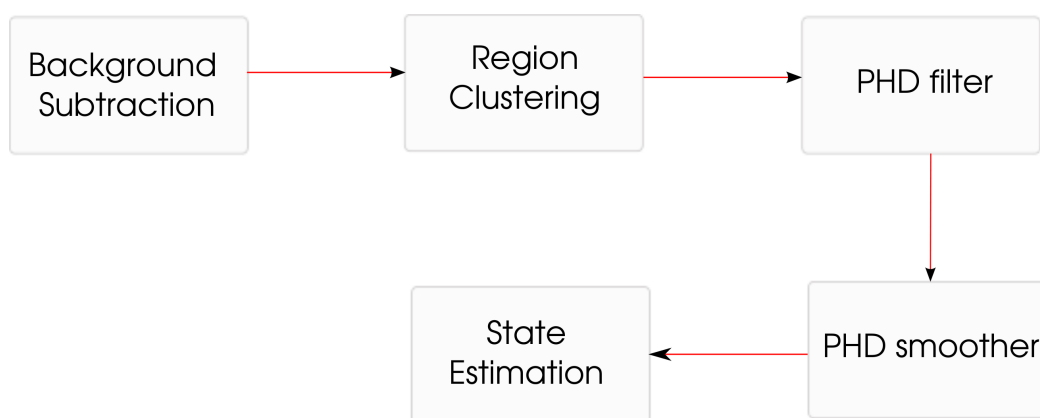 Background
Subtraction
Region
Clustering
PHD filter
PHD smoother
State
Estimation